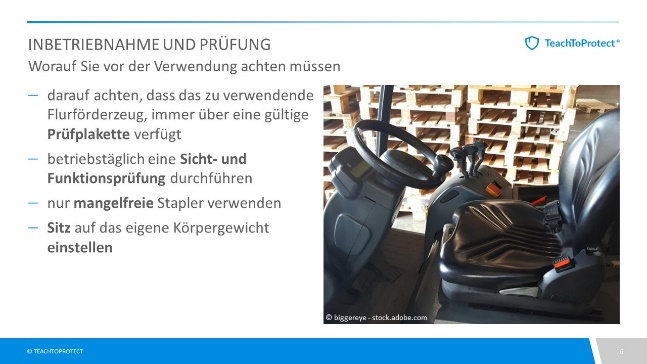 INBETRIEBNAHME UND PRÜFUNG
TeachToProtect®
Worauf Sie vor der Verwendung achten müssen
– darauf achten, dass das zu verwendende
Flurförderzeug, immer über eine gültige
Prüfplakette verfügt
– betriebstäglich eine Sicht- und
Funktionsprüfung durchführen
– nur mangelfreie Stapler verwenden
– Sitz auf das eigene Körpergewicht
einstellen
© biggereye - stock.adobe.com
© TEACHTOPROTECT
6